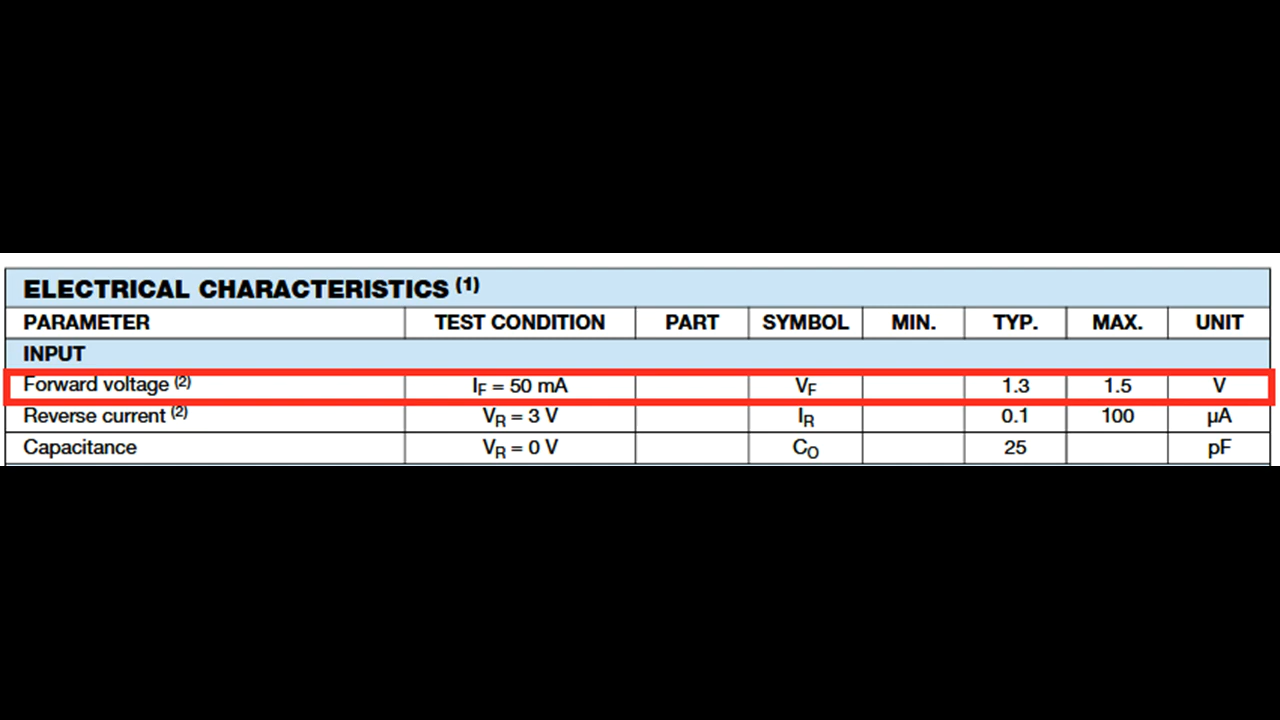 ELECTRICAL CHARACTERISTICS (1)
PARAMETER TEST CONDITION PART SYMBOL MIN. TYP. MAX. UNIT
INPUT
Forward voltage (2) IF = 50 mA VF 1.3 1.5 V
Reverse current (2) VR = 3 V IR 0.1 100 μA
Capacitance VR = 0 V CO 25 pF